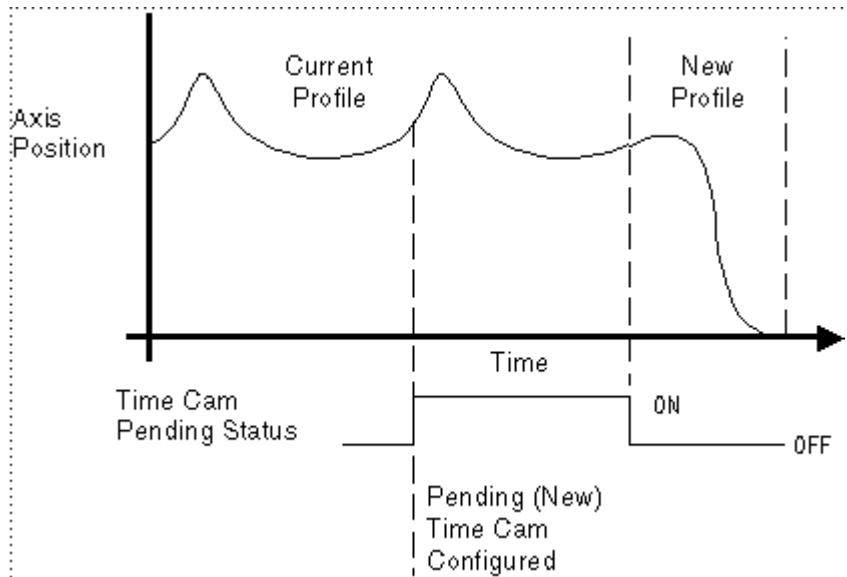 Current
Profile
New
Profile
Axis
Position
Time
Time Cam
Pending Status
ON
OFF
Pending (New)
Time Cam
Configured